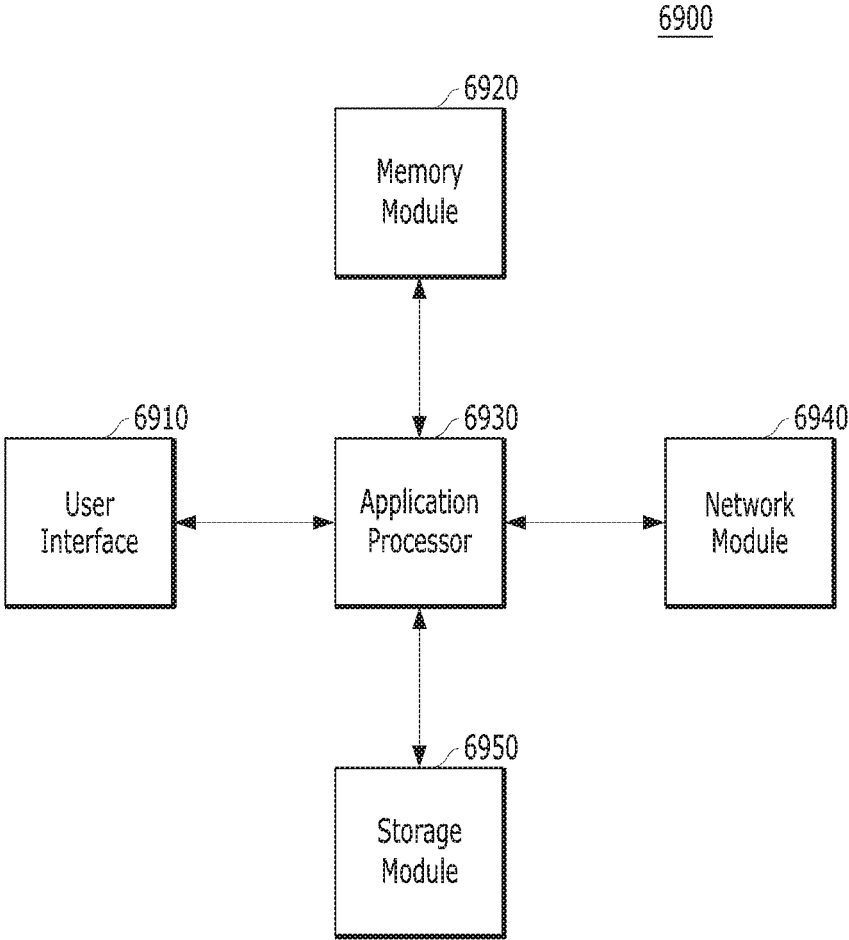 6900
6920
Memory
Module
6910
User
Interface
6930
Application
Processor
6940
Network
Module
6950
Storage
Module